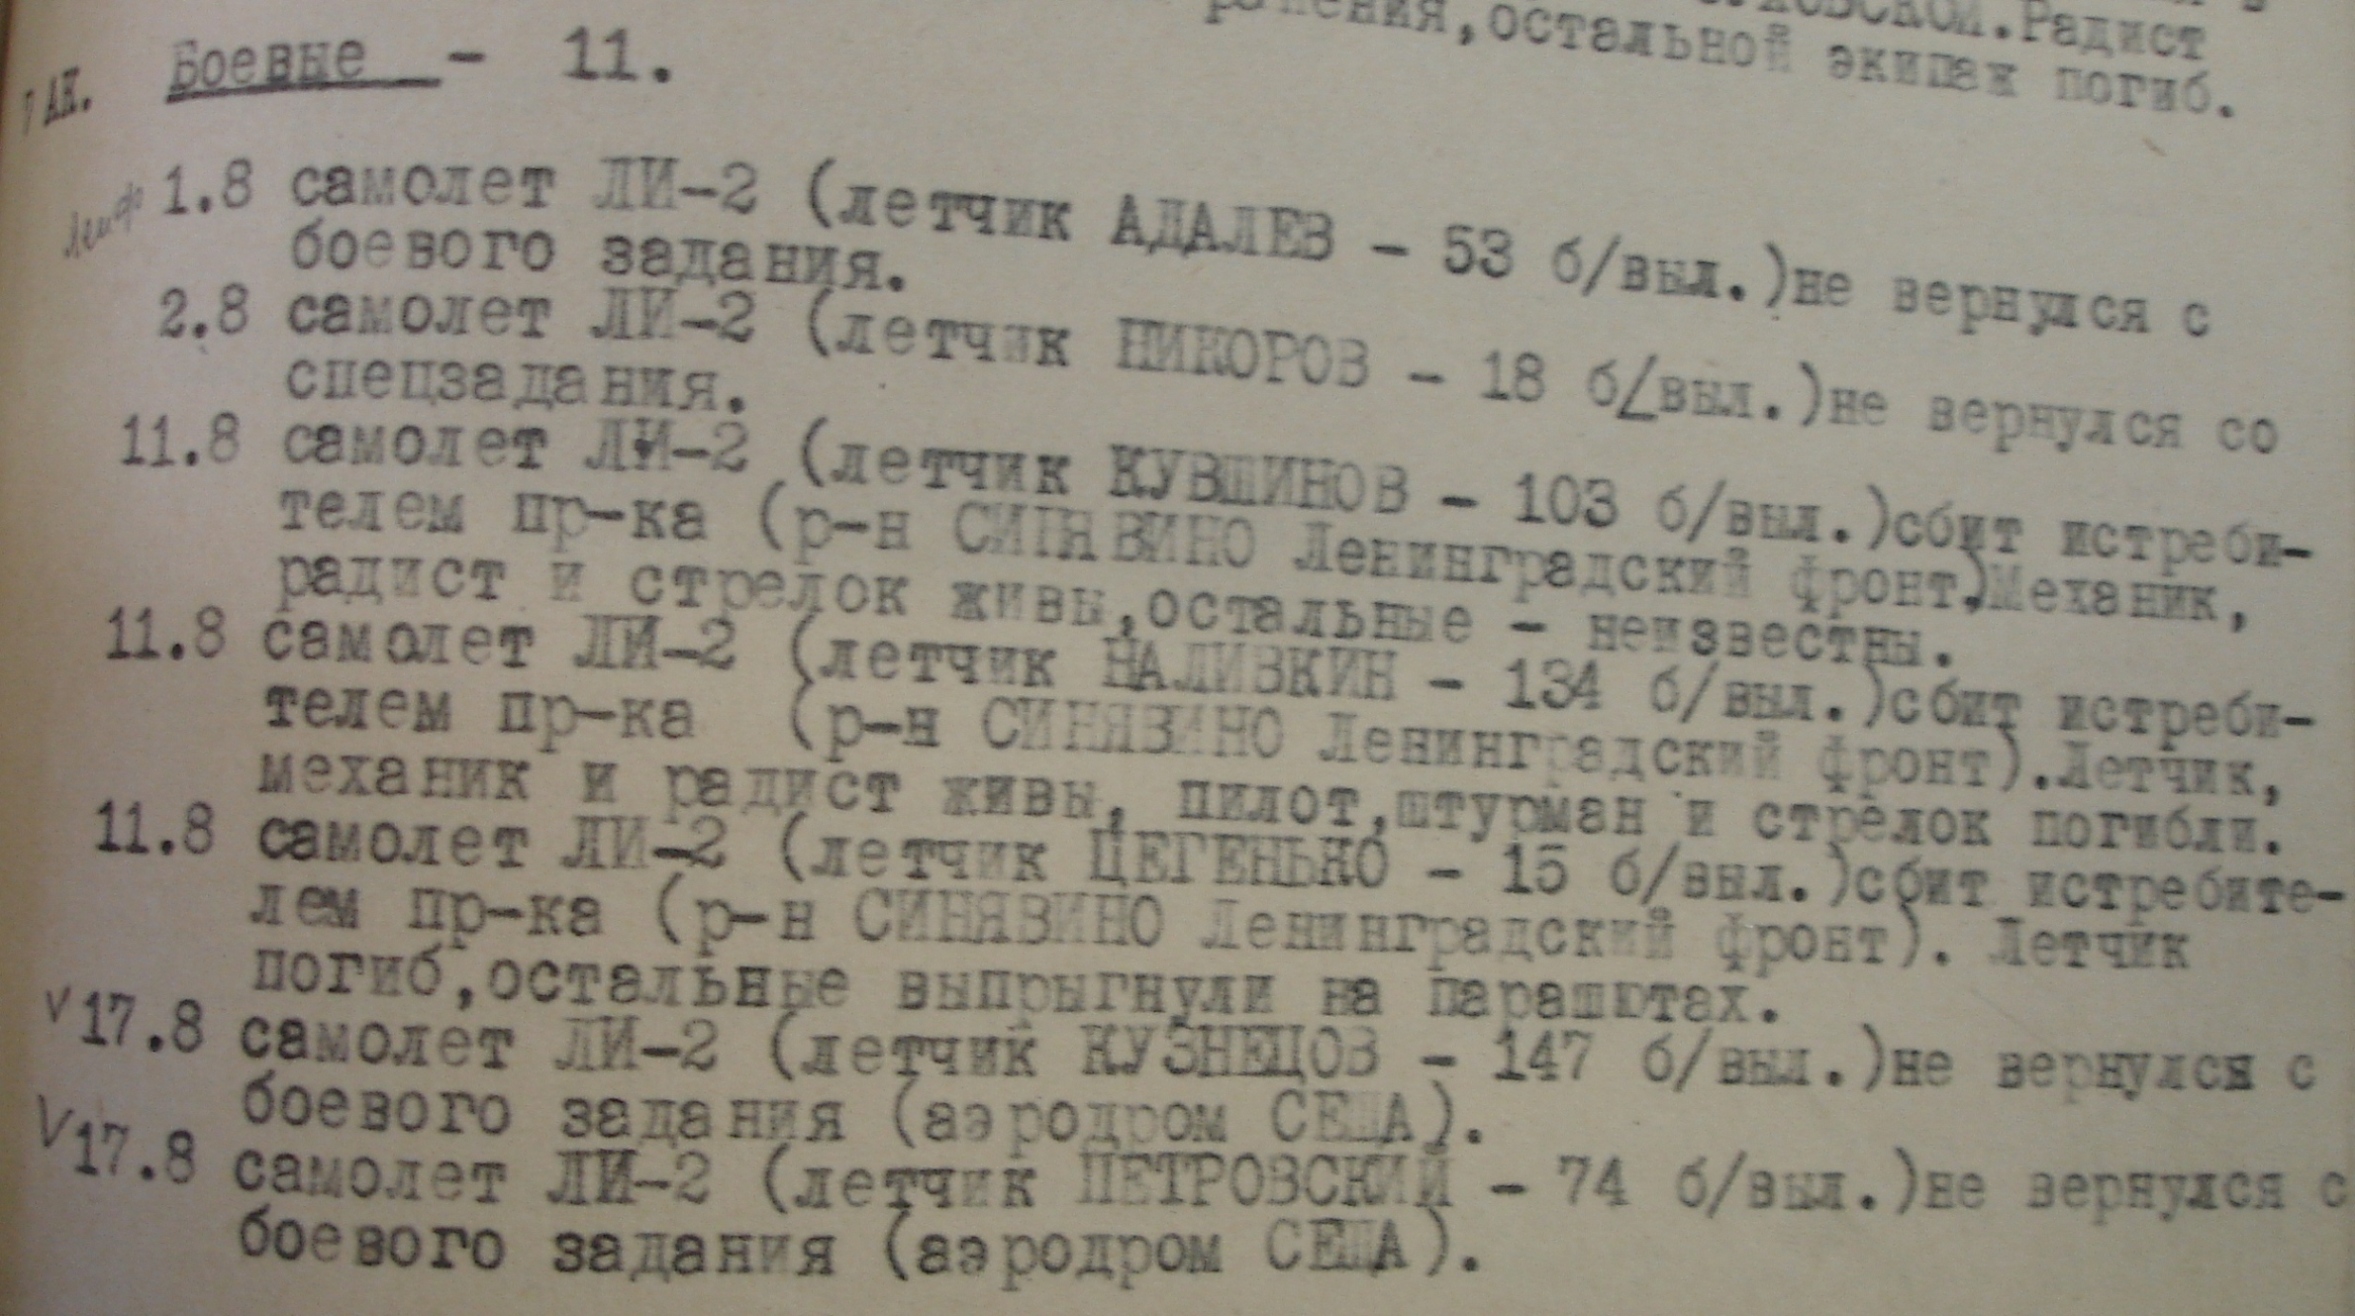 .Радист
остальной экипаж погиб.
Боевые - 11.
АК.
1.8 самолет ЛИ-2 (летчик АДАЛЕВ - 53 б/выл.)не вернулся с
боевого задания.
2.8 самолет ЛИ-2 (летчик НИКОРОВ - 18 б/выл.)не вернулся со
спецзадания.
11.8 самолет ЛИ-2 (летчик КУВШИНОВ - 103 б/выл.)сбит истреби-
телем пр-ка (р-н СИНЯВИНО Ленинградский фронт)Механик,
радист и стрелок живы,остальные - неизвестны.
11.8 самолет ЛИ-2 (летчик НАЛИВКИН - 134 б/выл.)сбит истреби-
телем пр-ка (р-н СИНЯВИНО Ленинградский фронт).Летчик,
механик и радист живы, пилот,штурман и стрелок погибли.
11.8 самолет ЛИ-2 (летчик ЦЕГЕНЬКО - 15 б/выл.)сбит истребите-
лем пр-ка (р-н СИНЯВИНО Ленинградский фронт). Летчик
погиб,остальные выпрыгнули на парашютах.
√17.8 самолет ЛИ-2 (летчик КУЗНЕЦОВ - 147 б/выл.)не вернулся с
боевого задания (аэродром СЕЩА).
√17.8 самолет ЛИ-2 (летчик ПЕТРОВСКИЙ - 74 б/выл.)не вернулся с
боевого задания (аэродром СЕЩА).